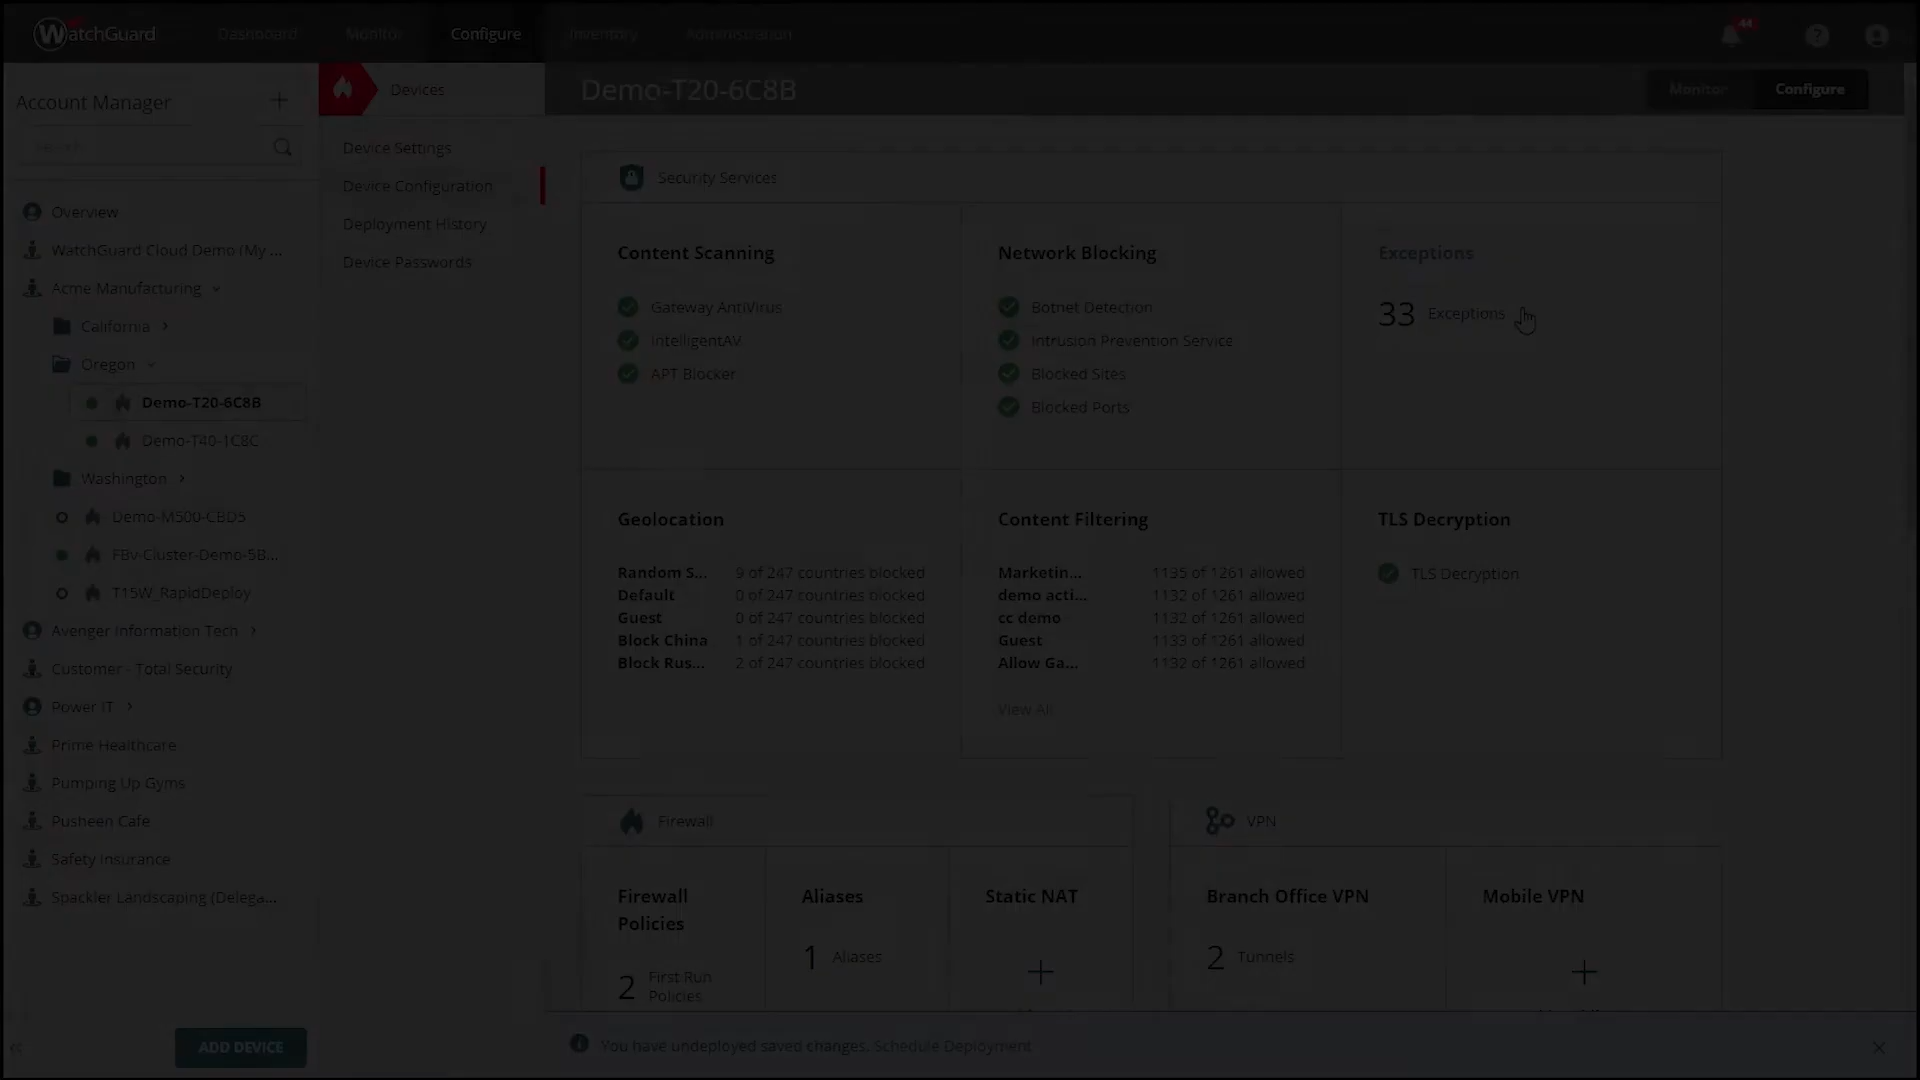 WatchGuard
Dashboard
Monitor
Configure
Inventory
Administration
44
Account Manager
Search
Overview
WatchGuard Cloud Demo (My ...
Acme Manufacturing
California
Oregon
Demo-T20-6C8B
Demo-T40-1C8C
Washington
Demo-M500-CBD5
FBv-Cluster-Demo-5B...
T15W_RapidDeploy
Avenger Information Tech
Customer - Total Security
Power IT
Prime Healthcare
Pumping Up Gyms
Pusheen Cafe
Safety Insurance
Spackler Landscaping (Delega...
ADD DEVICE
Devices
Device Settings
Device Configuration
Deployment History
Device Passwords
Demo-T20-6C8B
Monitor
Configure
Security Services
Content Scanning
Gateway AntiVirus
IntelligentAV
APT Blocker
Network Blocking
Botnet Detection
Intrusion Prevention Service
Blocked Sites
Blocked Ports
Exceptions
33 Exceptions
Geolocation
Random S... 9 of 247 countries blocked
Default 0 of 247 countries blocked
Guest 0 of 247 countries blocked
Block China 1 of 247 countries blocked
Block Rus... 2 of 247 countries blocked
Content Filtering
Marketin... 1135 of 1261 allowed
demo acti... 1132 of 1261 allowed
cc demo 1132 of 1261 allowed
Guest 1133 of 1261 allowed
Allow Ga... 1132 of 1261 allowed
View All
TLS Decryption
TLS Decryption
Firewall
Firewall
Policies
2 First Run
Policies
Aliases
1 Aliases
Static NAT
VPN
Branch Office VPN
2 Tunnels
Mobile VPN
You have undeployed saved changes. Schedule Deployment